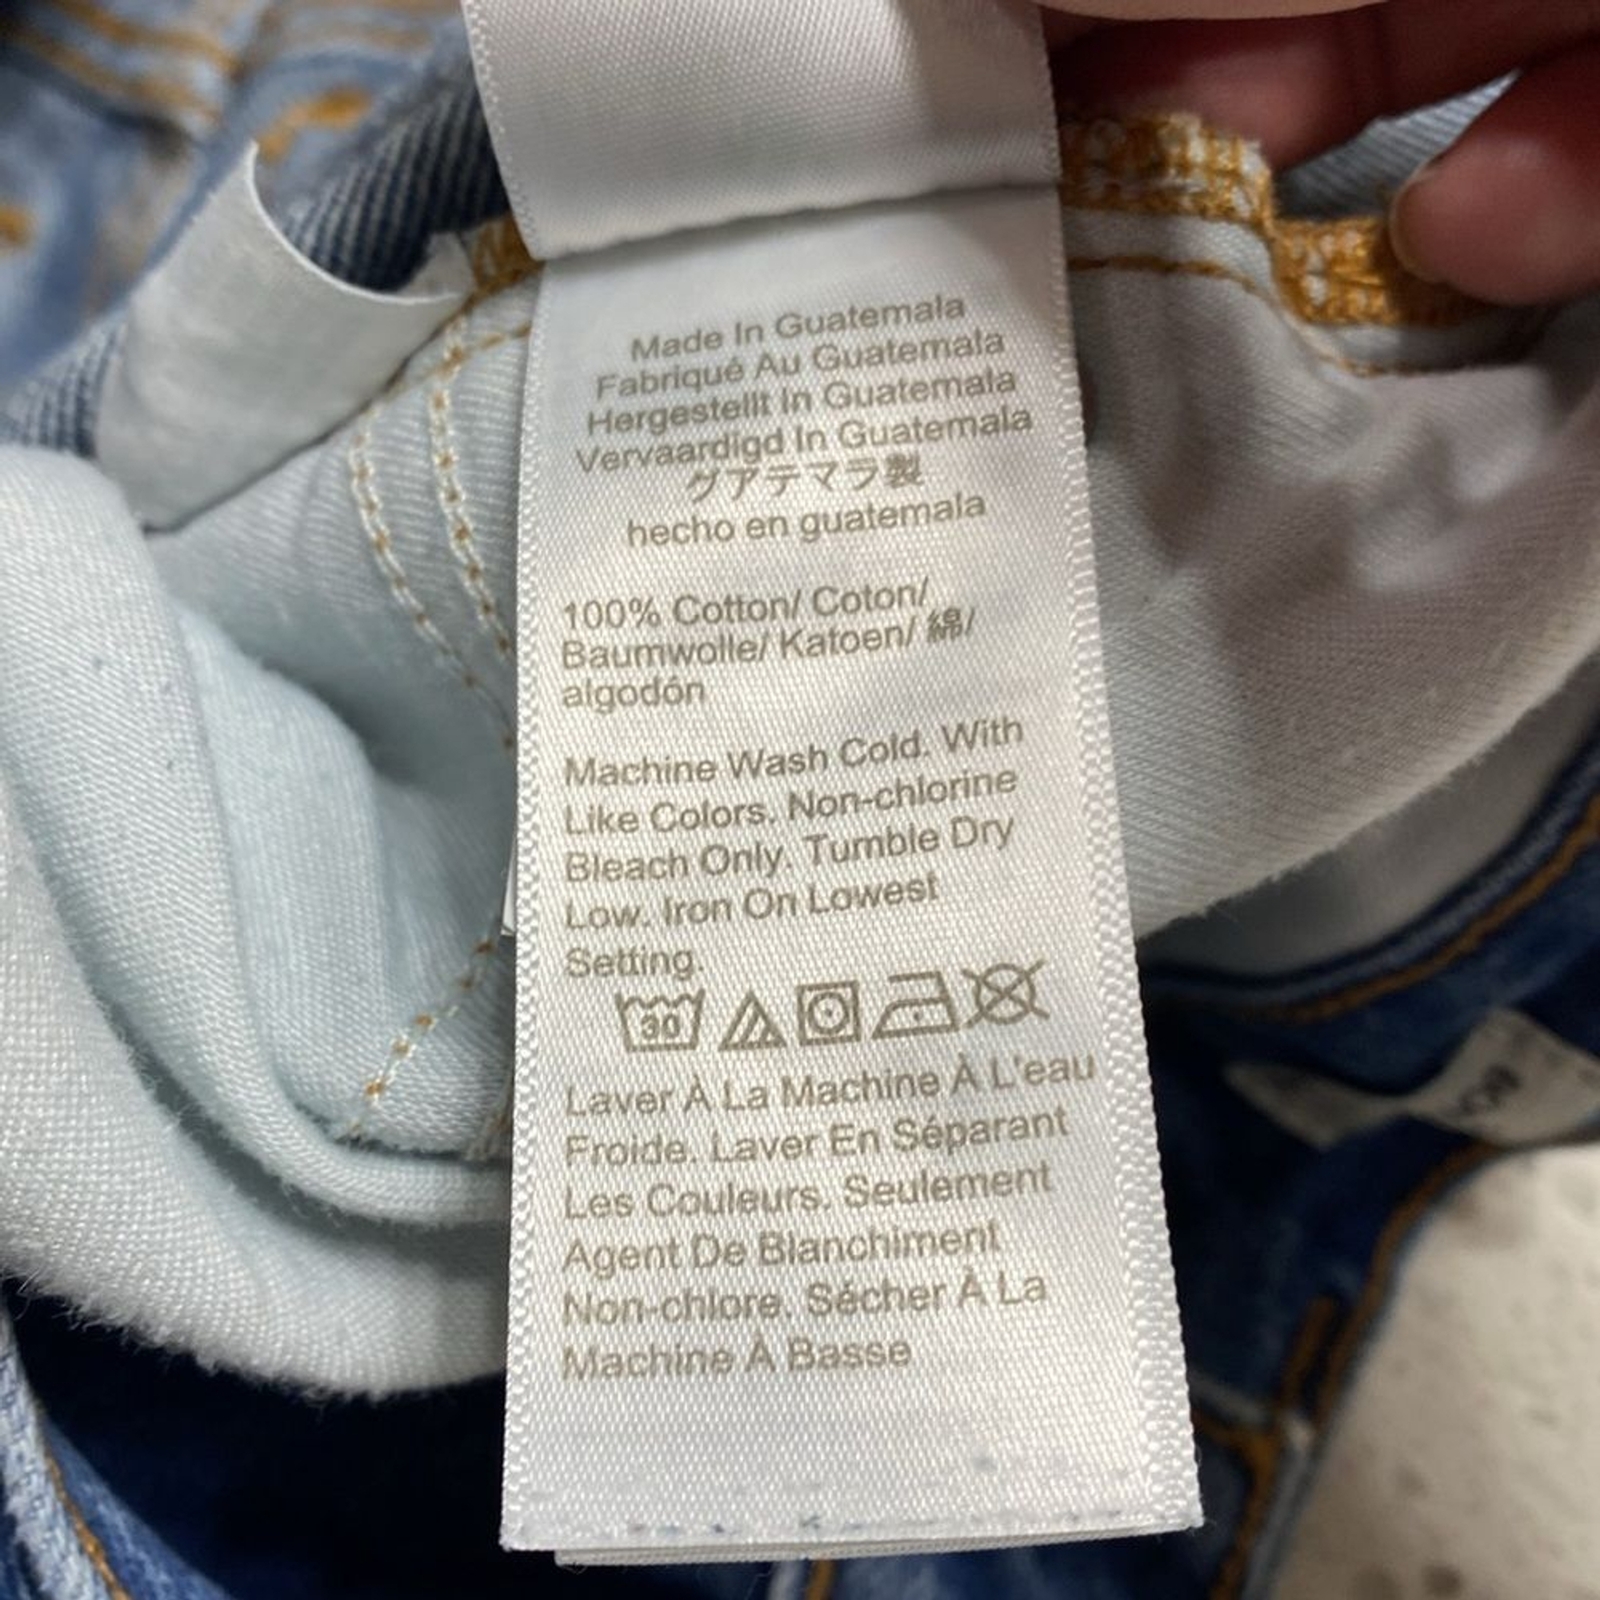 Made In Guatemala
Fabriqué Au Guatemala
Hergestellt In Guatemala
Vervaardigd In Guatemala
グアテマラ製
hecho en guatemala
100% Cotton/ Coton/
Baumwolle/ Katoen/ 綿/
algodón
Machine Wash Cold. With
Like Colors. Non-chlorine
Bleach Only. Tumble Dry
Low. Iron On Lowest
Setting.
30
Laver À La Machine À L'eau
Froide. Laver En Séparant
Les Couleurs. Seulement
Agent De Blanchiment
Non-chlore. Sécher À La
Machine À Basse